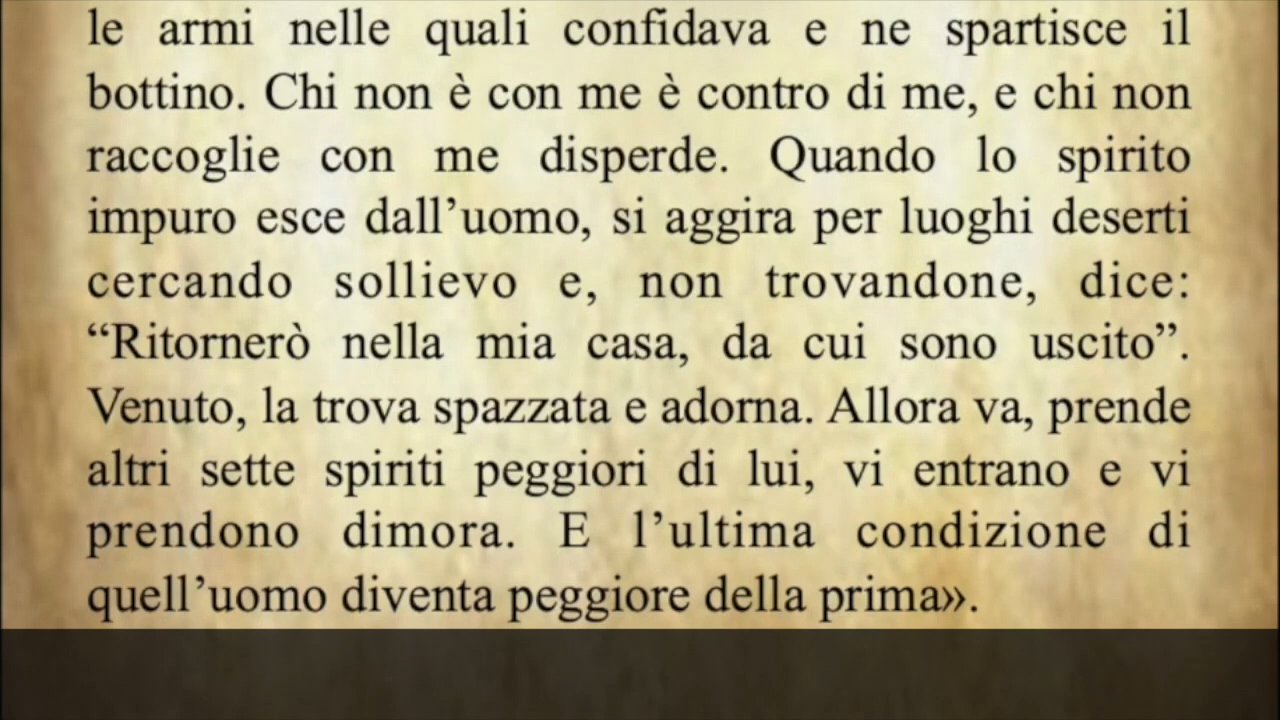 le armi nelle quali confidava e ne spartisce il
bottino. Chi non è con me è contro di me, e chi non
raccoglie con me disperde. Quando lo spirito
impuro esce dall’uomo, si aggira per luoghi deserti
cercando sollievo e, non trovandone, dice:
“Ritornerò nella mia casa, da cui sono uscito”.
Venuto, la trova spazzata e adorna. Allora va, prende
altri sette spiriti peggiori di lui, vi entrano e vi
prendono dimora. E l’ultima condizione di
quell’uomo diventa peggiore della prima».